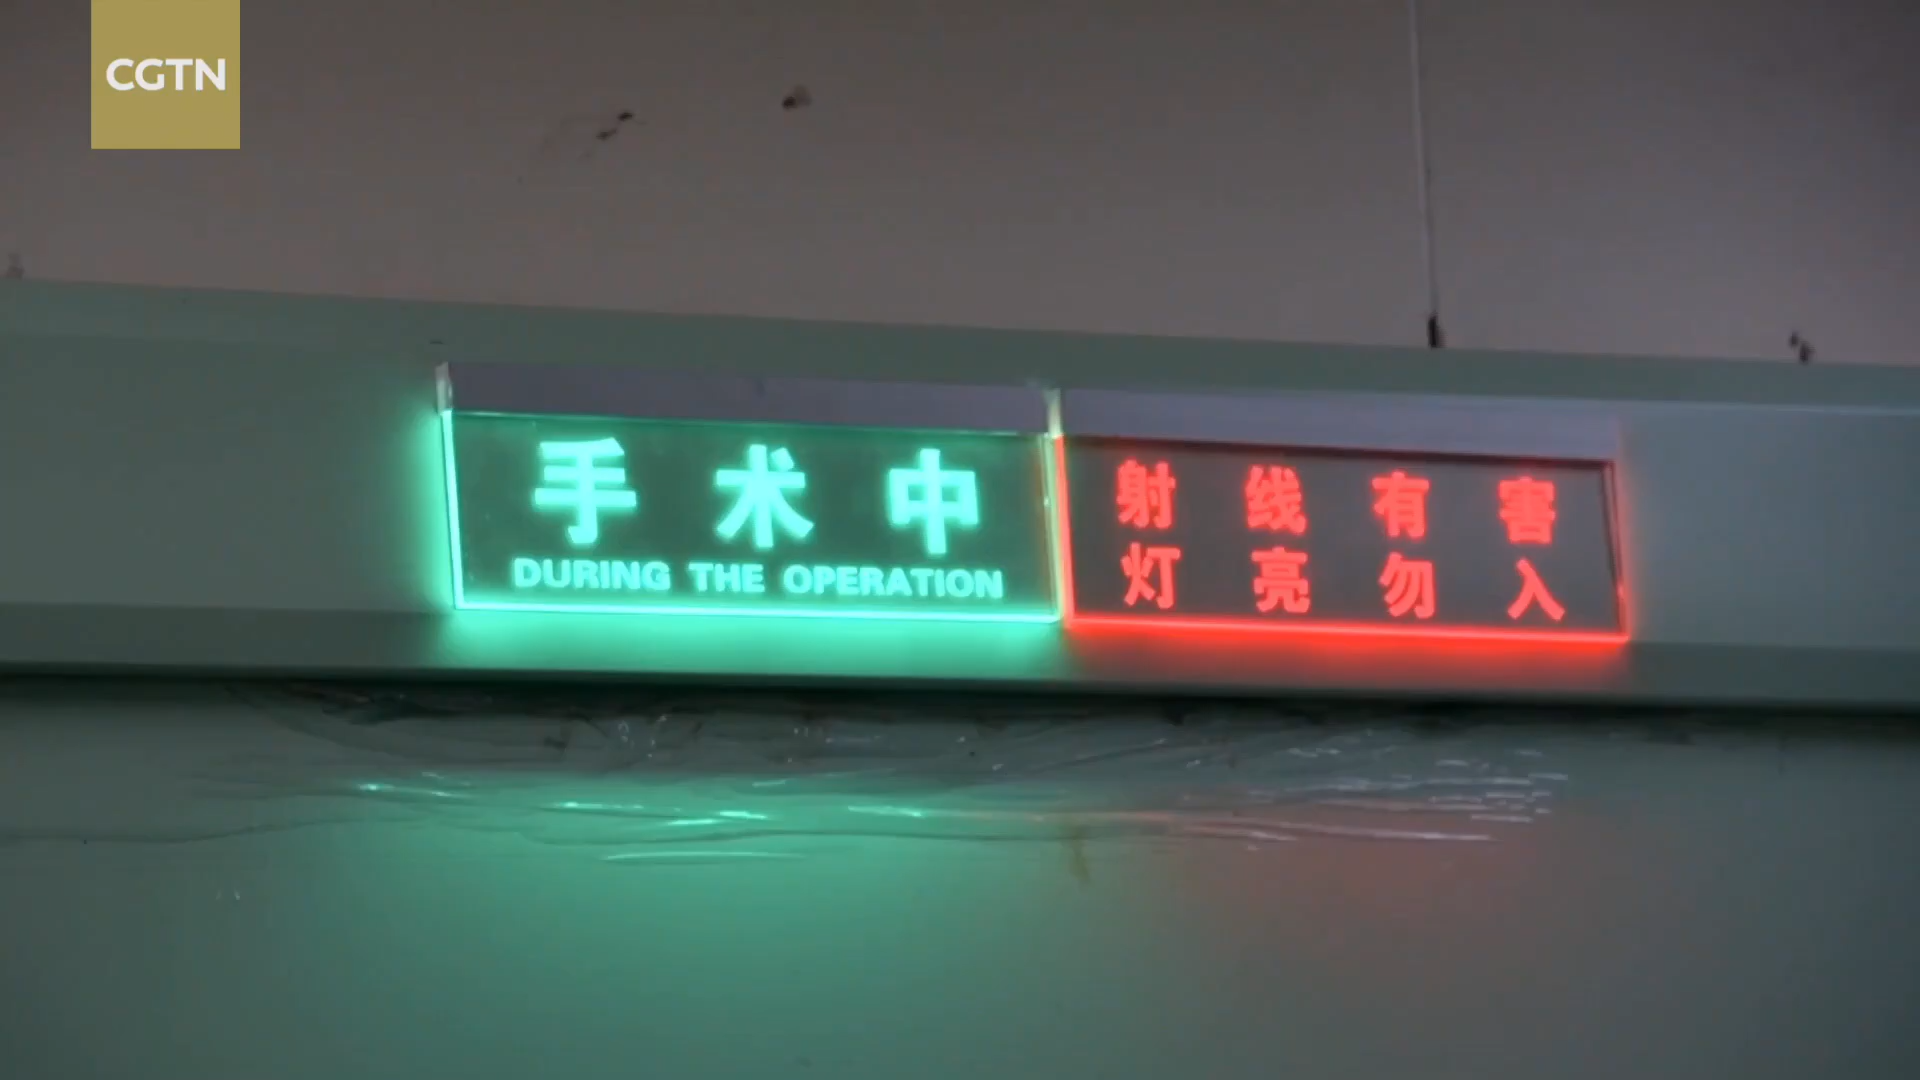 CGTN
手术中
DURING THE OPERATION
射线有害
灯亮勿入